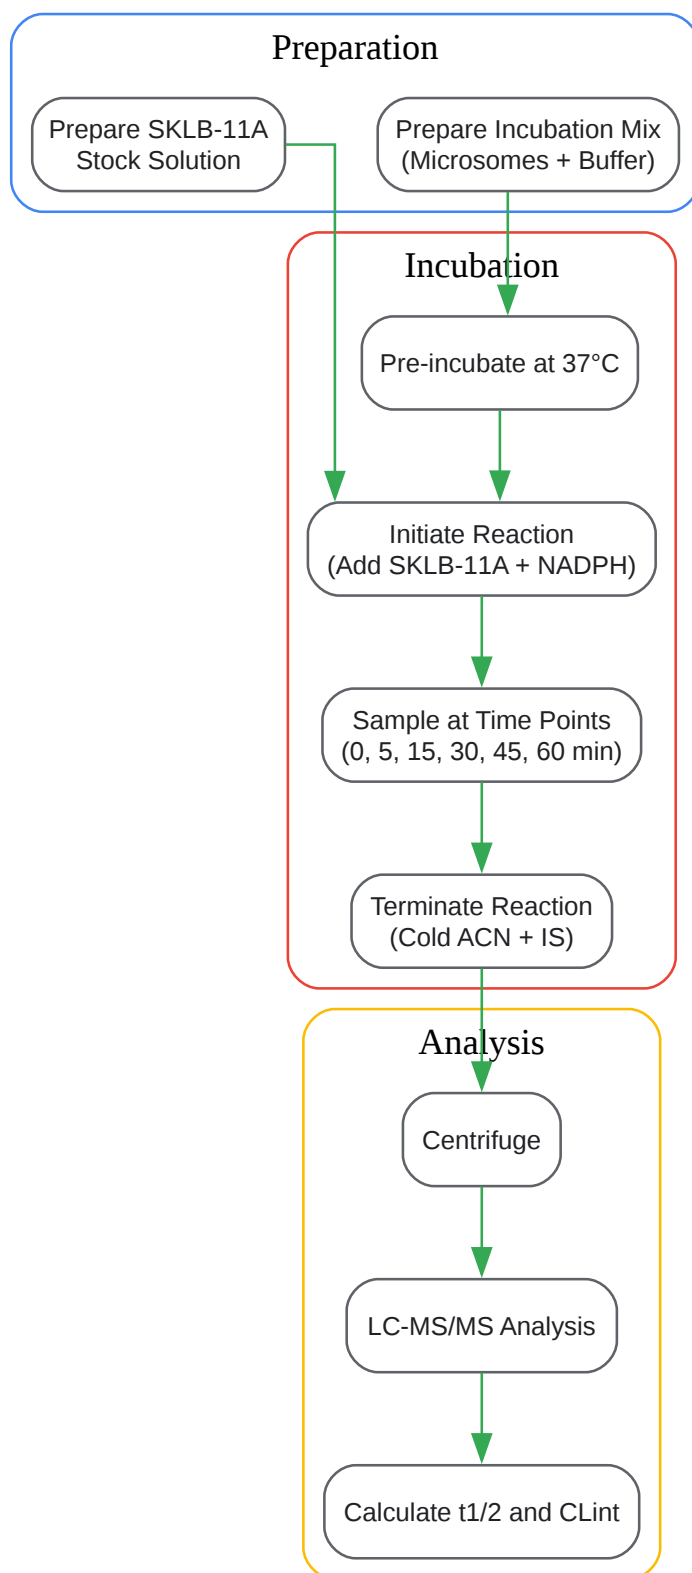 Preparation
Prepare SKLB-11A
Stock Solution
Prepare Incubation Mix
(Microsomes + Buffer)
Incubation
Pre-incubate at 37°C
Initiate Reaction
(Add SKLB-11A + NADPH)
Sample at Time Points
(0, 5, 15, 30, 45, 60 min)
Terminate Reaction
(Cold ACN + IS)
Analysis
Centrifuge
LC-MS/MS Analysis
Calculate t1/2 and CLint